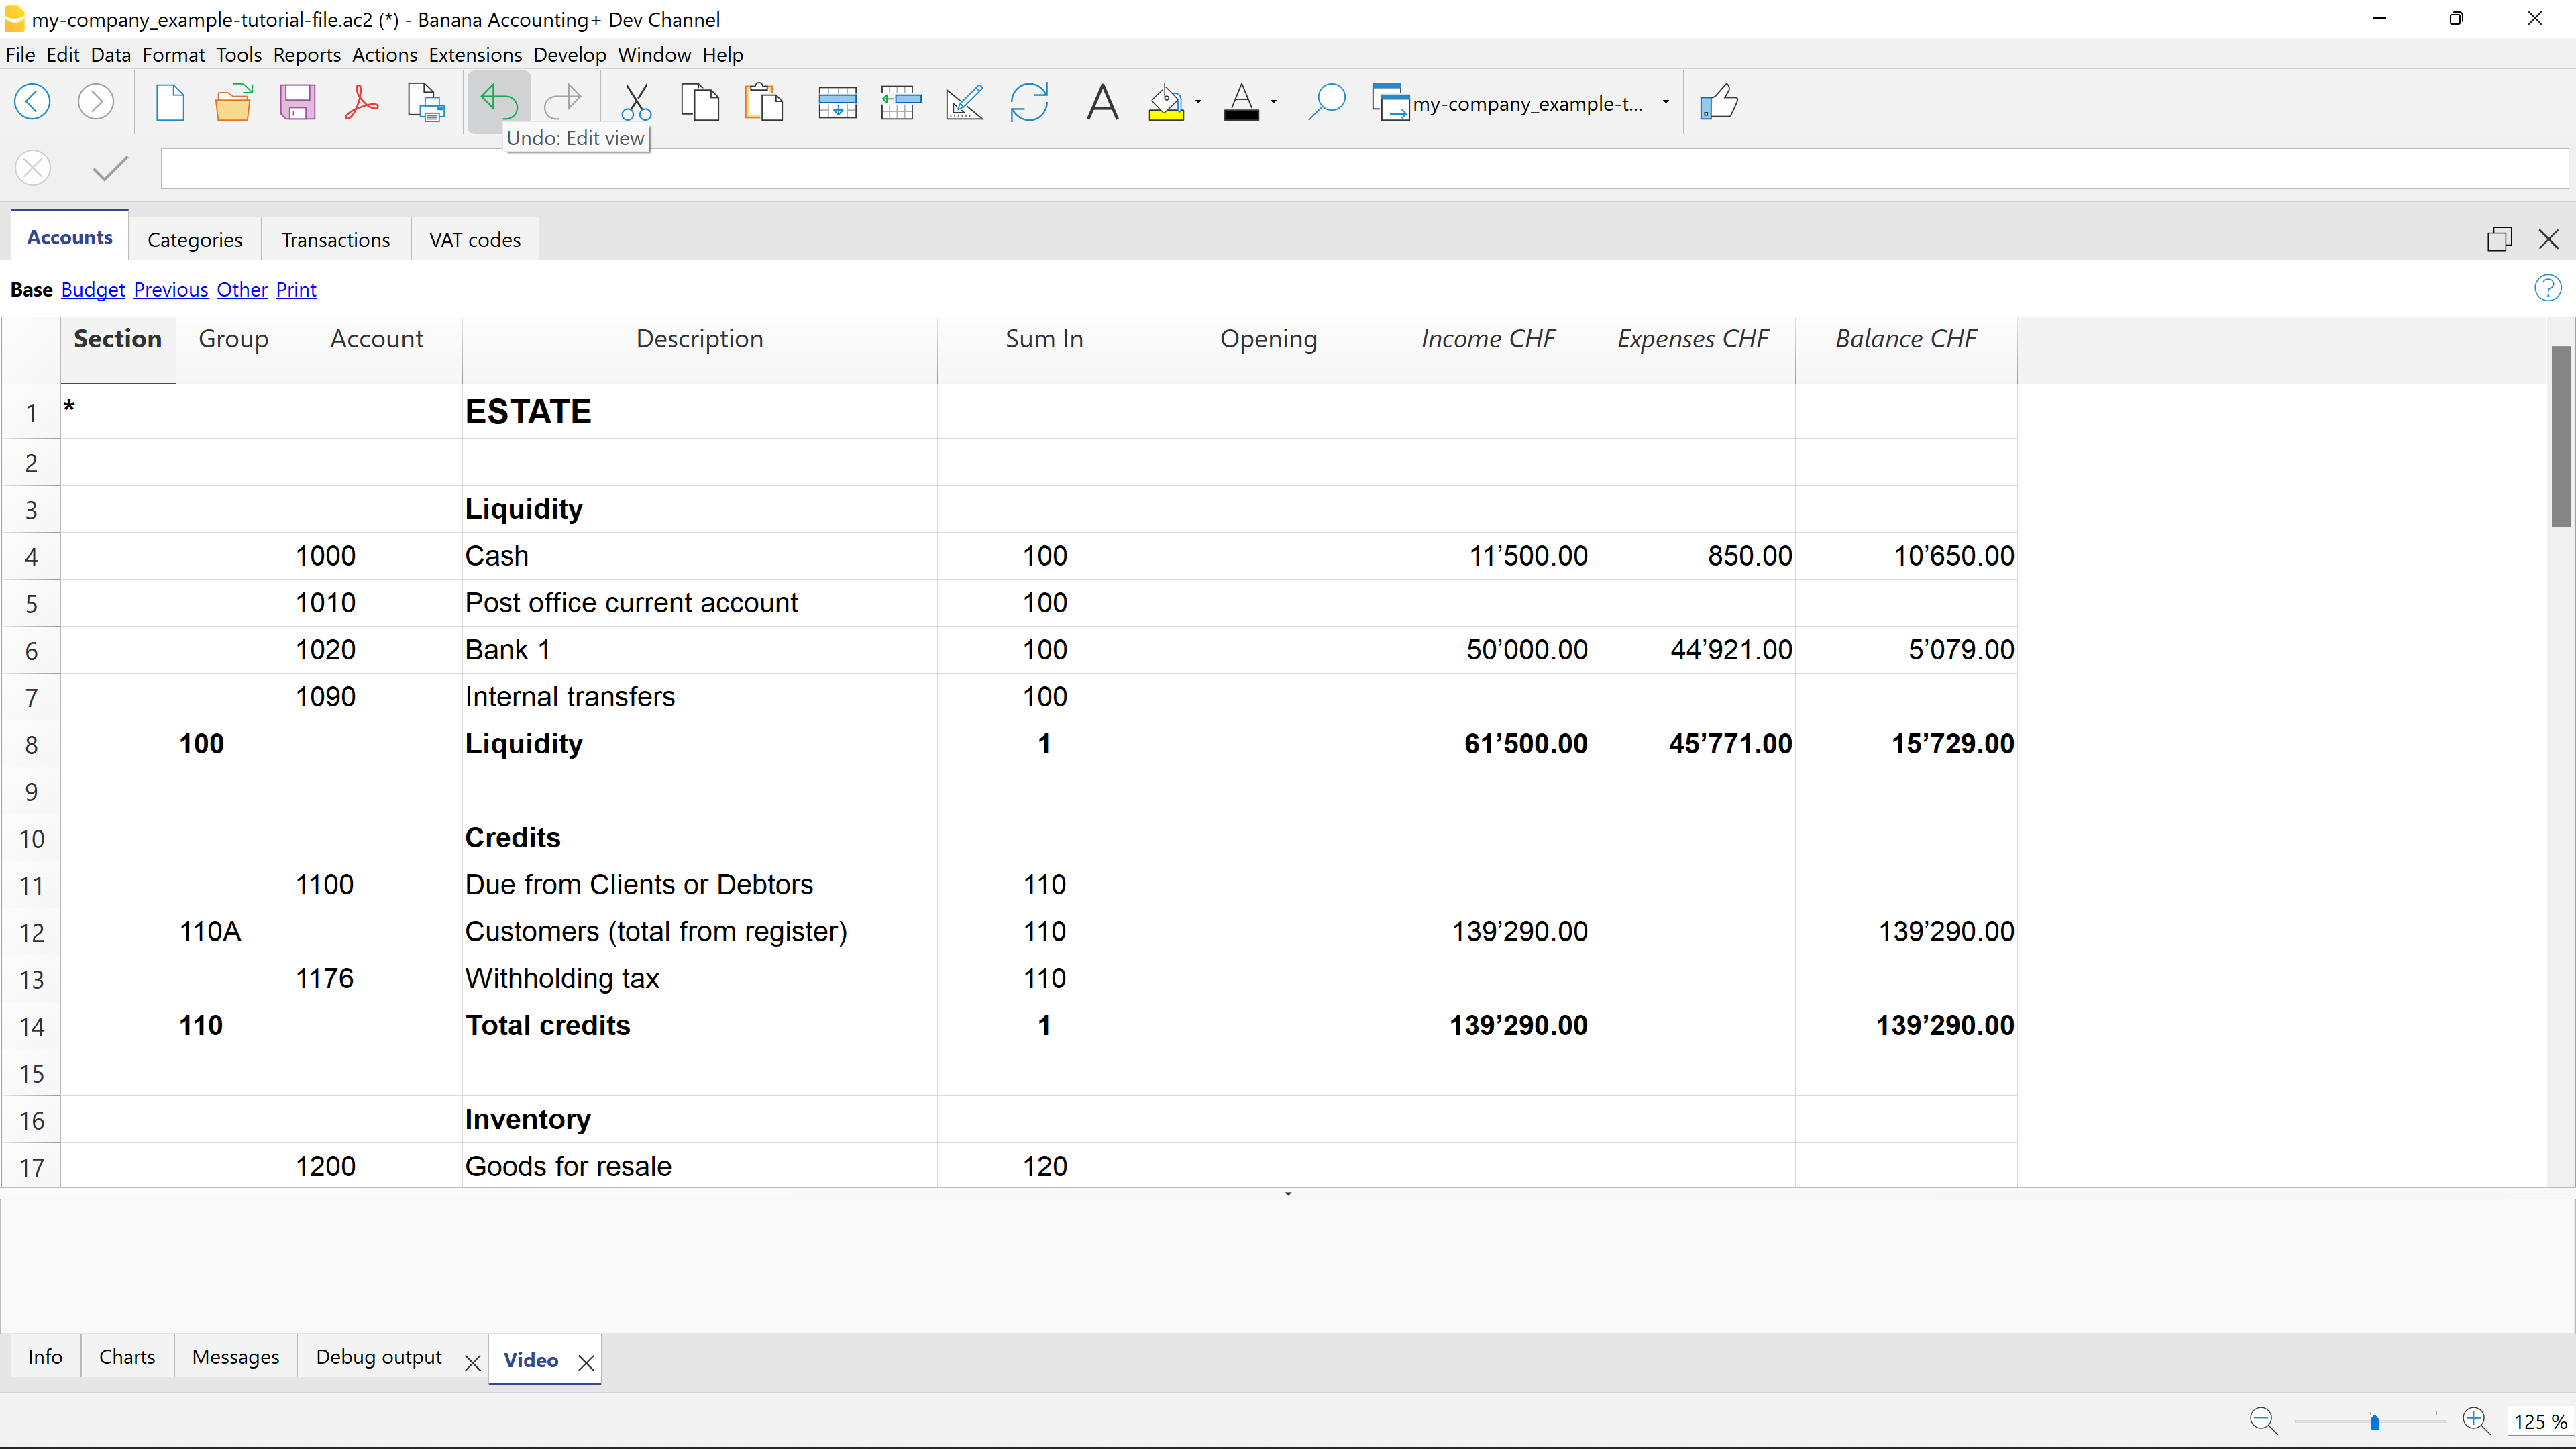 my-company_example-tutorial-file.ac2 (*) - Banana Accounting+ Dev Channel
File Edit Data Format Tools Reports Actions Extensions Develop Window Help
my-company_example-t...
Undo: Edit view
Accounts Categories Transactions VAT codes
Base Budget Previous Other Print
Section Group Account Description Sum In Opening Income CHF Expenses CHF Balance CHF
1 * ESTATE
2
3 Liquidity
4 1000 Cash 100 11’500.00 850.00 10’650.00
5 1010 Post office current account 100
6 1020 Bank 1 100 50’000.00 44’921.00 5’079.00
7 1090 Internal transfers 100
8 100 Liquidity 1 61’500.00 45’771.00 15’729.00
9
10 Credits
11 1100 Due from Clients or Debtors 110
12 110A Customers (total from register) 110 139’290.00 139’290.00
13 1176 Withholding tax 110
14 110 Total credits 1 139’290.00 139’290.00
15
16 Inventory
17 1200 Goods for resale 120
Info Charts Messages Debug output Video
125 %